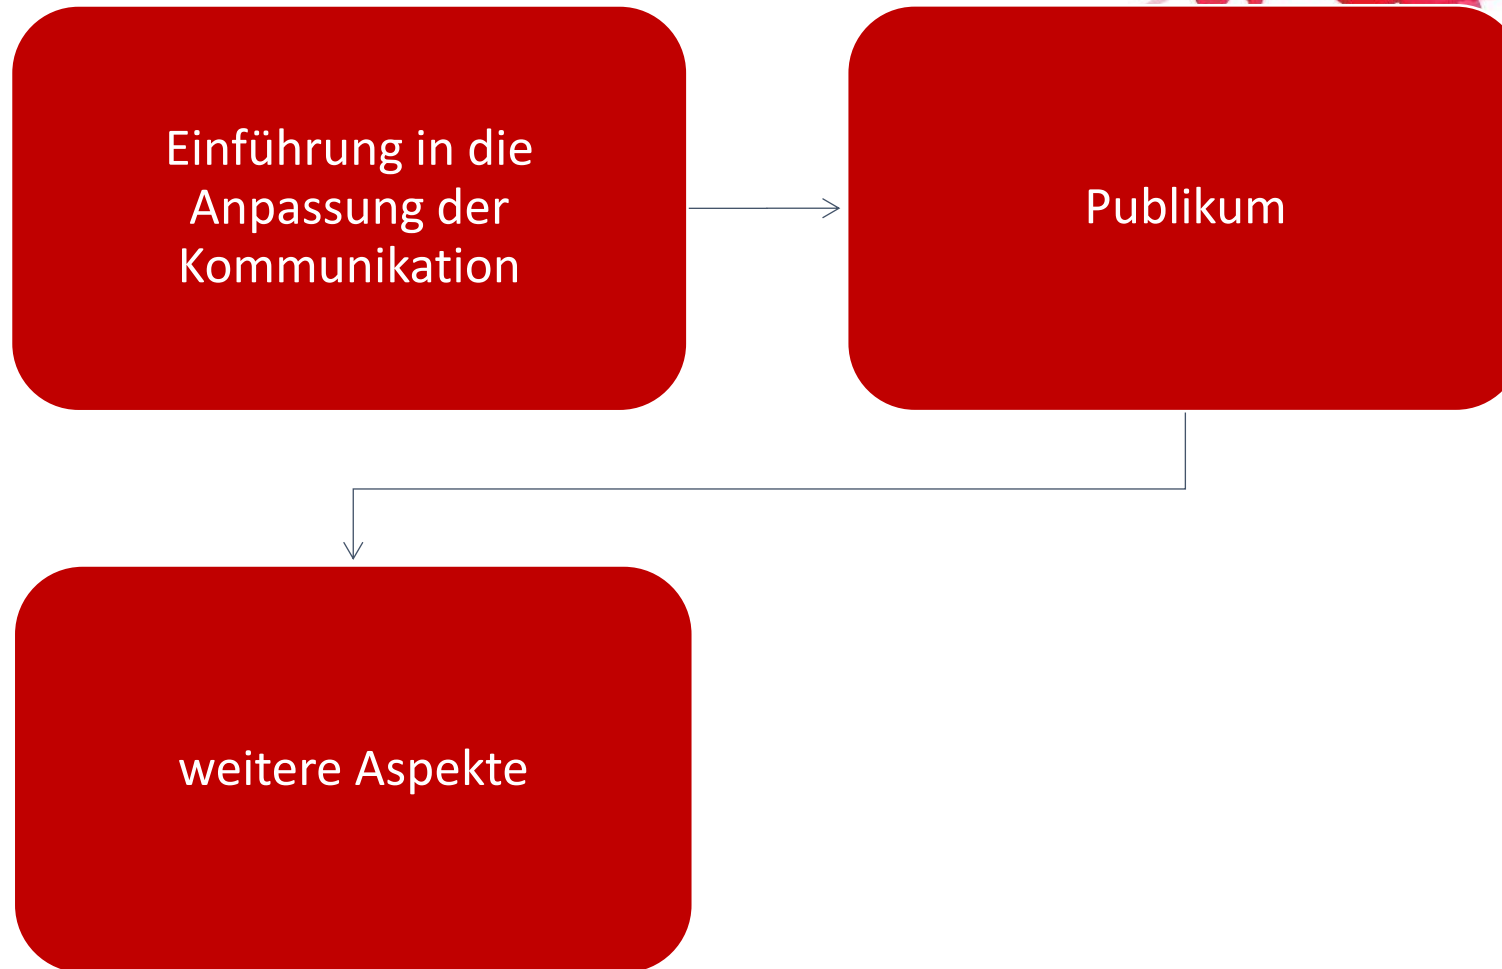 Einführung in die
Anpassung der
Kommunikation
Publikum
weitere Aspekte